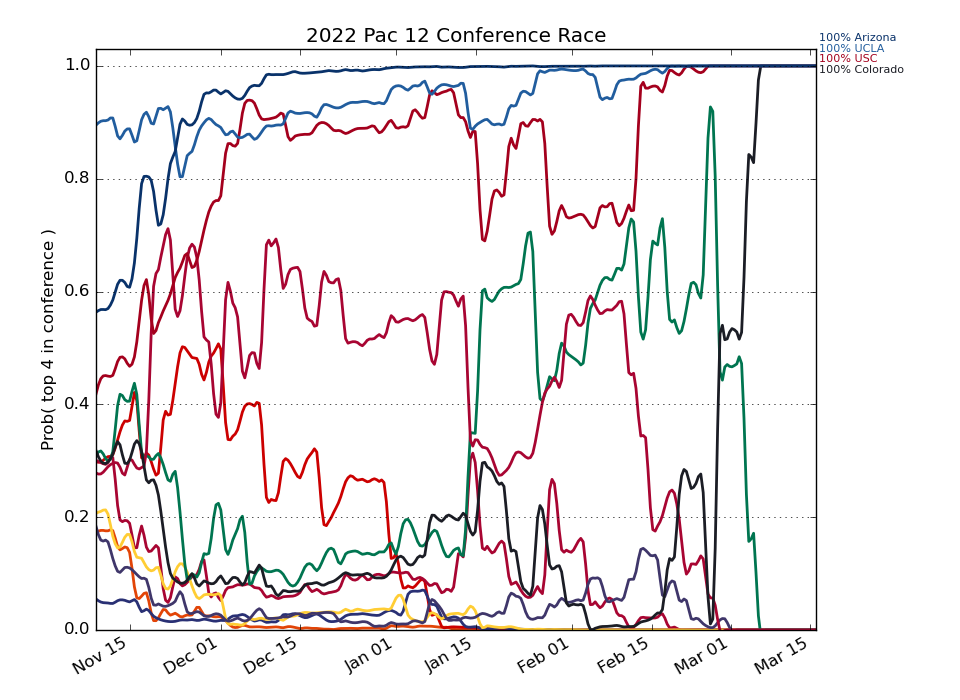 2022 Pac 12 Conference Race
100% Arizona
100% UCLA
100% USC
100% Colorado
Prob( top 4 in conference )
1.0
0.8
0.6
0.4
0.2
0.0
Nov 15
Dec 01
Dec 15
Jan 01
Jan 15
Feb 01
Feb 15
Mar 01
Mar 15